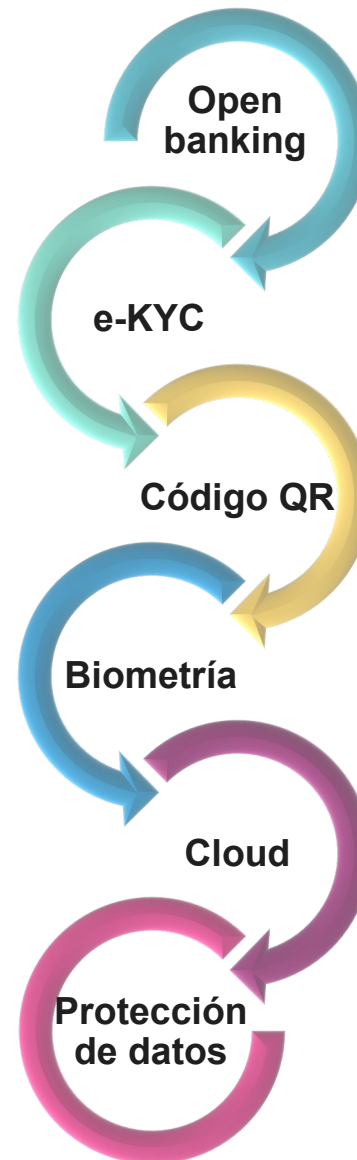 Open
banking
e-KYC
Código QR
Biometría
Cloud
Protección
de datos